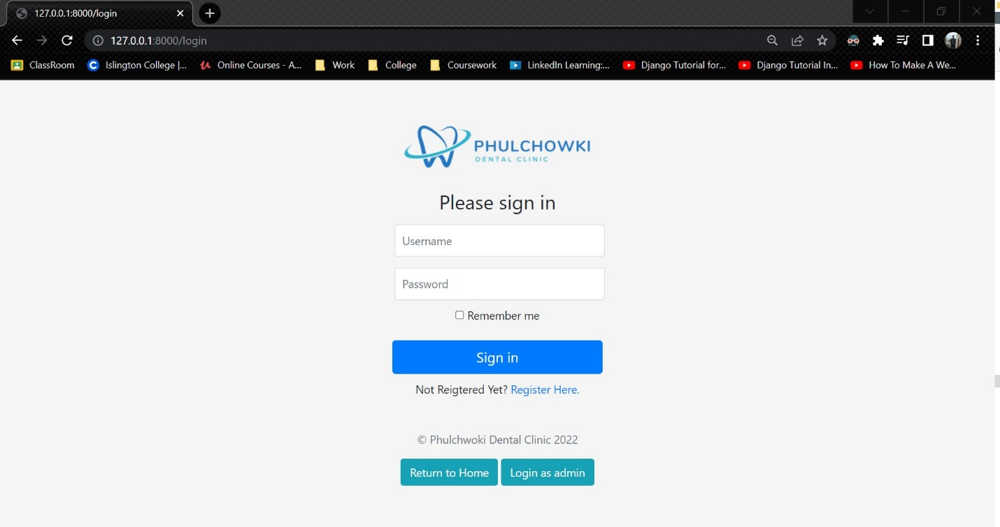 127.0.0.1:8000/login
127.0.0.1:8000/login
ClassRoom Islington College |... Online Courses - A... Work College Coursework LinkedIn Learning:... Django Tutorial for... Django Tutorial In... How To Make A We...
PHULCHOWKI
DENTAL CLINIC
Please sign in
Username
Password
Remember me
Sign in
Not Reigtered Yet? Register Here.
© Phulchwoki Dental Clinic 2022
Return to Home Login as admin